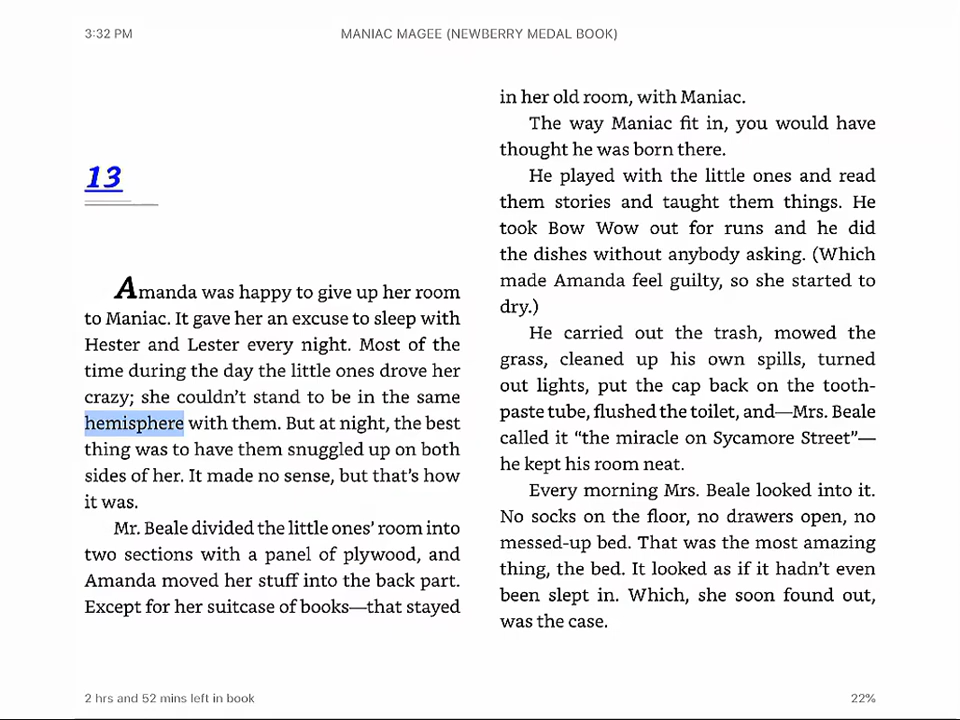 3:32 PM
MANIAC MAGEE (NEWBERRY MEDAL BOOK)
13
Amanda was happy to give up her room
to Maniac. It gave her an excuse to sleep with
Hester and Lester every night. Most of the
time during the day the little ones drove her
crazy; she couldn't stand to be in the same
hemisphere with them. But at night, the best
thing was to have them snuggled up on both
sides of her. It made no sense, but that's how
it was.
Mr. Beale divided the little ones' room into
two sections with a panel of plywood, and
Amanda moved her stuff into the back part.
Except for her suitcase of books—that stayed
in her old room, with Maniac.
The way Maniac fit in, you would have
thought he was born there.
He played with the little ones and read
them stories and taught them things. He
took Bow Wow out for runs and he did
the dishes without anybody asking. (Which
made Amanda feel guilty, so she started to
dry.)
He carried out the trash, mowed the
grass, cleaned up his own spills, turned
out lights, put the cap back on the tooth-
paste tube, flushed the toilet, and—Mrs. Beale
called it “the miracle on Sycamore Street”—
he kept his room neat.
Every morning Mrs. Beale looked into it.
No socks on the floor, no drawers open, no
messed-up bed. That was the most amazing
thing, the bed. It looked as if it hadn't even
been slept in. Which, she soon found out,
was the case.
2 hrs and 52 mins left in book
22%